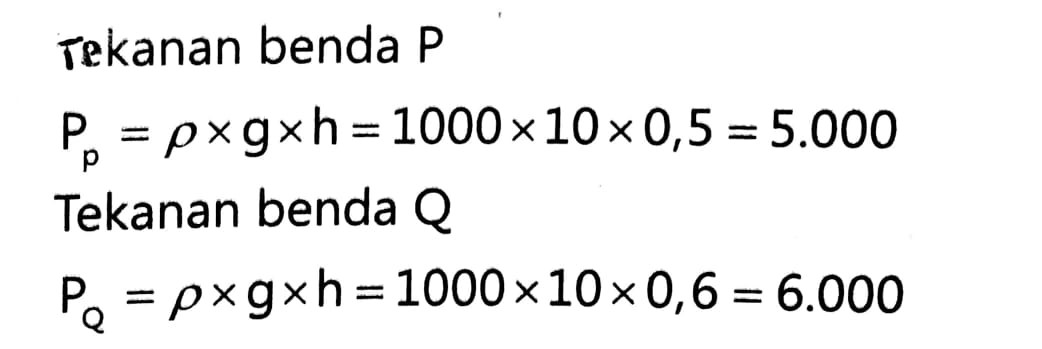 Tekanan benda P
P_p = ρ×g×h = 1000×10×0,5 = 5.000
Tekanan benda Q
P_Q = ρ×g×h = 1000×10×0,6 = 6.000